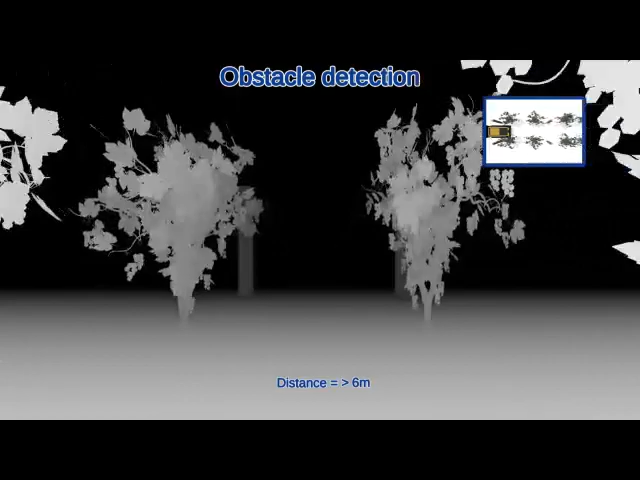 Obstacle detection
Distance = > 6m